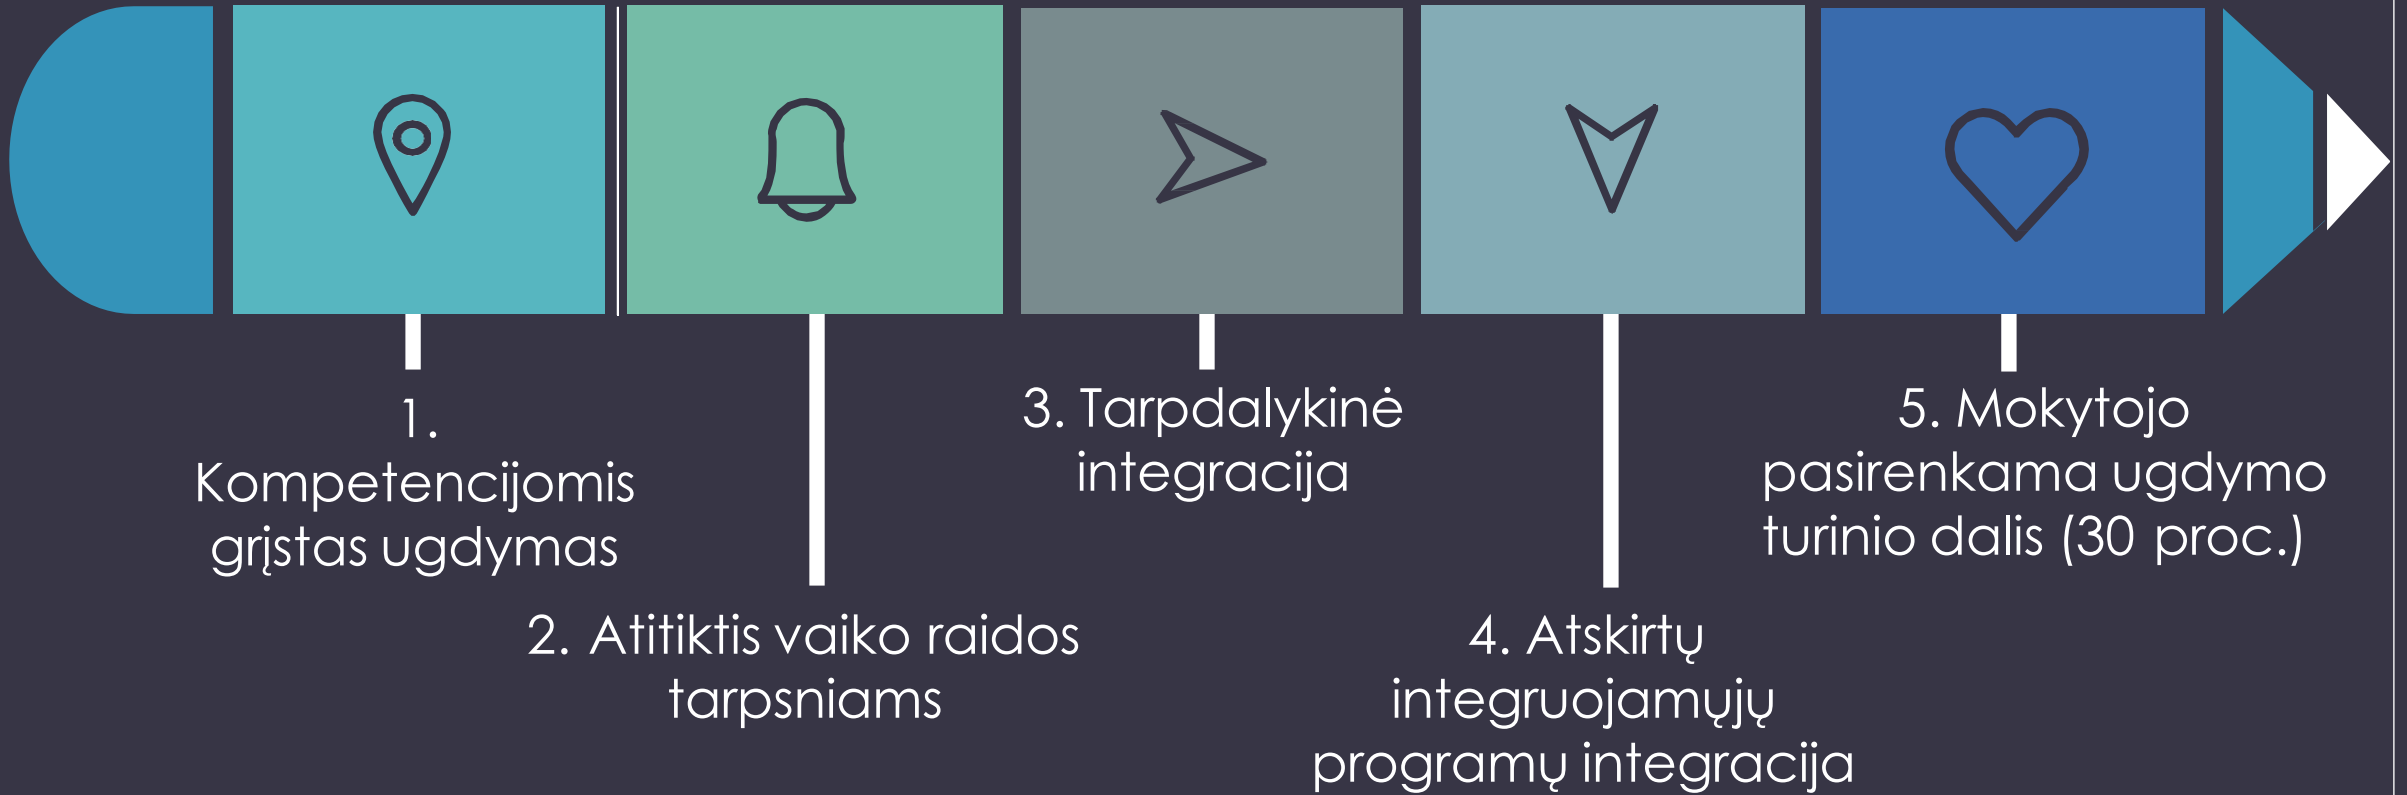 1.
Kompetencijomis
grįstas ugdymas
2. Atitiktis vaiko raidos
tarpsniams
3. Tarpdalykinė
integracija
4. Atskirtų
integruojamųjų
programų integracija
5. Mokytojo
pasirenkama ugdymo
turinio dalis (30 proc.)